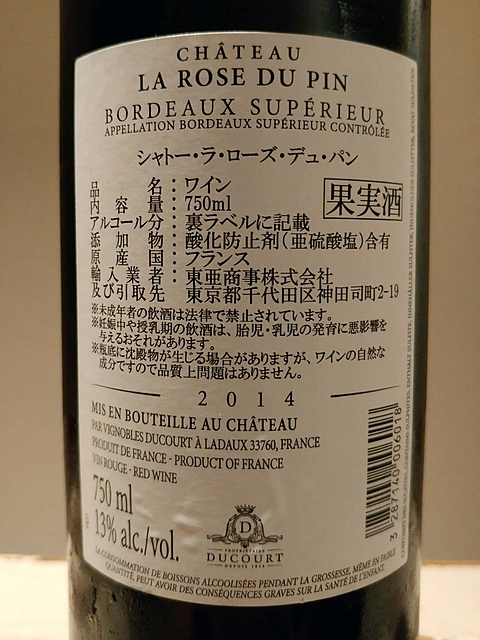 CHÂTEAU
LA ROSE DU PIN
BORDEAUX SUPÉRIEUR
APPELLATION BORDEAUX SUPÉRIEUR CONTRÔLÉE
シャトー・ラ・ローズ・デュ・パン
品名：ワイン
内容量：750ml
果実酒
アルコール分：裏ラベルに記載
添加物：酸化防止剤(亜硫酸塩)含有
原産国：フランス
輸入業者：東亜商事株式会社
及び引取先 東京都千代田区神田司町2-19
※未成年者の飲酒は法律で禁止されています。
※妊娠中や授乳期の飲酒は、胎児・乳児の発育に悪影響を
与えるおそれがあります。
※瓶底に沈殿物が生じる場合がありますが、ワインの自然な
成分ですので品質上問題はありません。
2014
MIS EN BOUTEILLE AU CHÂTEAU
PAR VIGNOBLES DUCOURT À LADAUX 33760, FRANCE
PRODUIT DE FRANCE - PRODUCT OF FRANCE
VIN ROUGE - RED WINE
750 ml
13% alc./vol.
D
PROPRIÉTAIRE
DUCOURT
DEPUIS 1858
3 287140 006018
LA CONSOMMATION DE BOISSONS ALCOOLISÉES PENDANT LA GROSSESSE, MÊME EN FAIBLE
QUANTITÉ, PEUT AVOIR DES CONSÉQUENCES GRAVES SUR LA SANTÉ DE L'ENFANT.